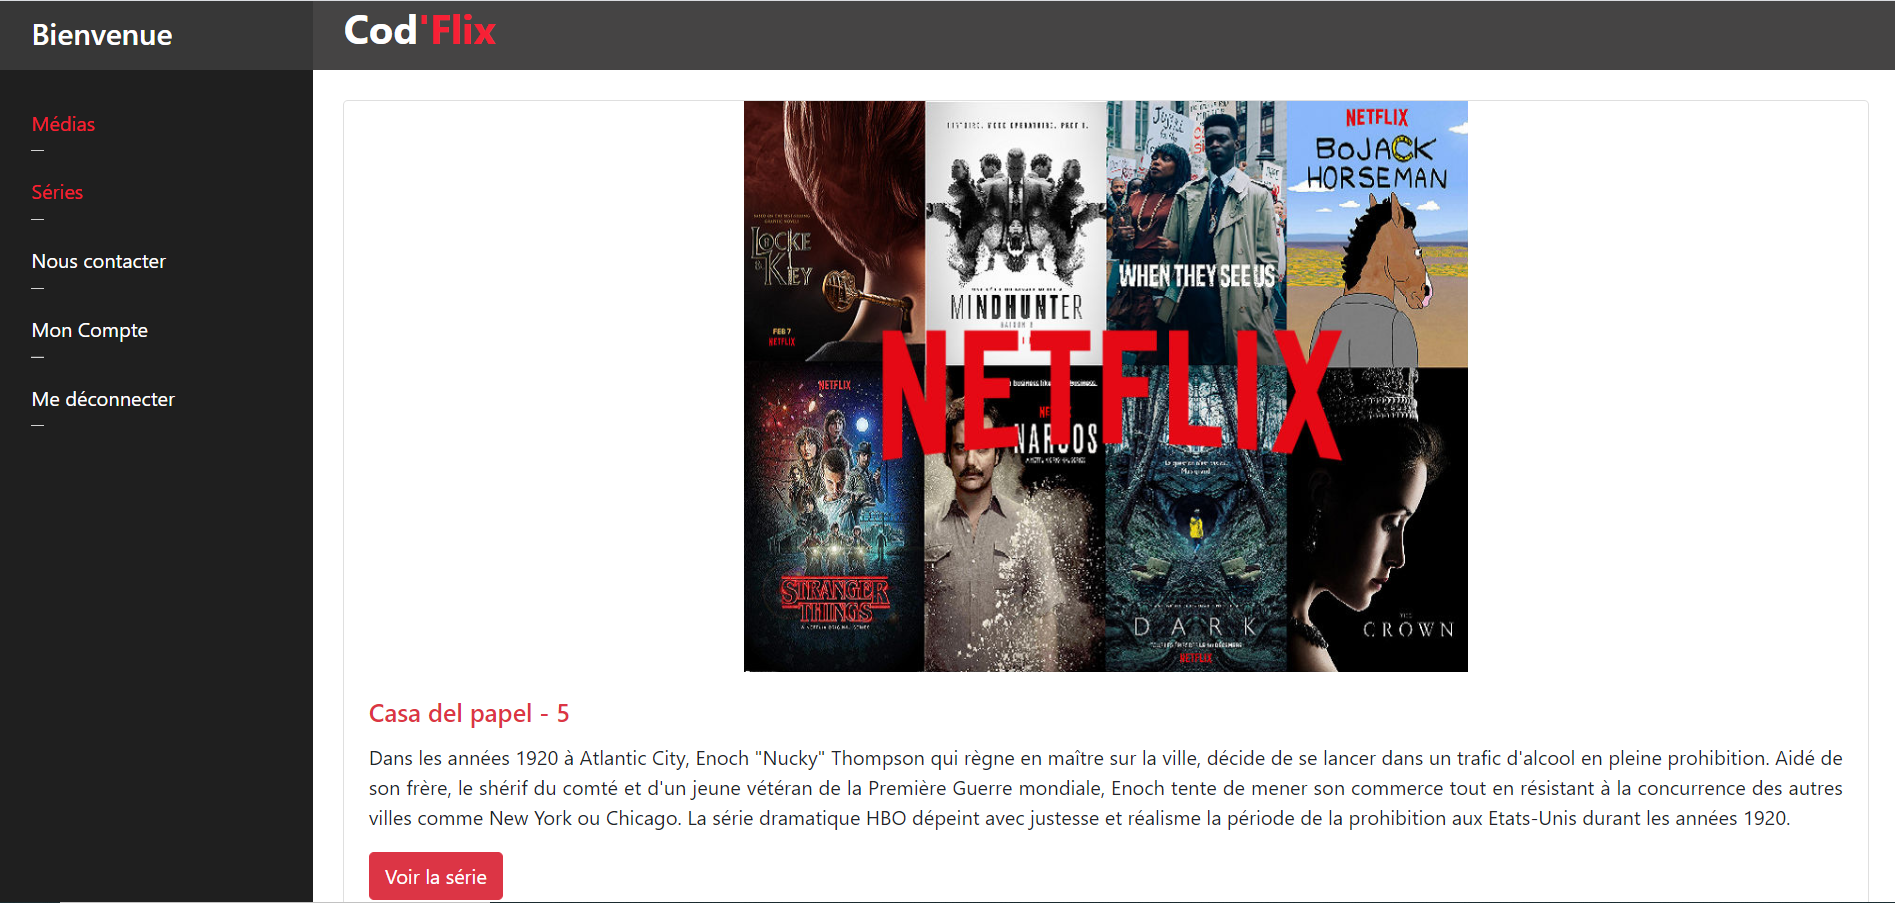 Bienvenue
Cod'Flix
Médias
Séries
Nous contacter
Mon Compte
Me déconnecter
LOCKE
& KEY
FEB 7
NETFLIX
MINDHUNTER
WHEN THEY SEE US
NETFLIX
BOJACK
HORSEMAN
NETFLIX
NETFLIX
STRANGER
THINGS
A NETFLIX ORIGINAL SERIES
NARCOS
DARK
NETFLIX
THE
CROWN
Casa del papel - 5
Dans les années 1920 à Atlantic City, Enoch "Nucky" Thompson qui règne en maître sur la ville, décide de se lancer dans un trafic d'alcool en pleine prohibition. Aidé de
son frère, le shérif du comté et d'un jeune vétéran de la Première Guerre mondiale, Enoch tente de mener son commerce tout en résistant à la concurrence des autres
villes comme New York ou Chicago. La série dramatique HBO dépeint avec justesse et réalisme la période de la prohibition aux Etats-Unis durant les années 1920.
Voir la série